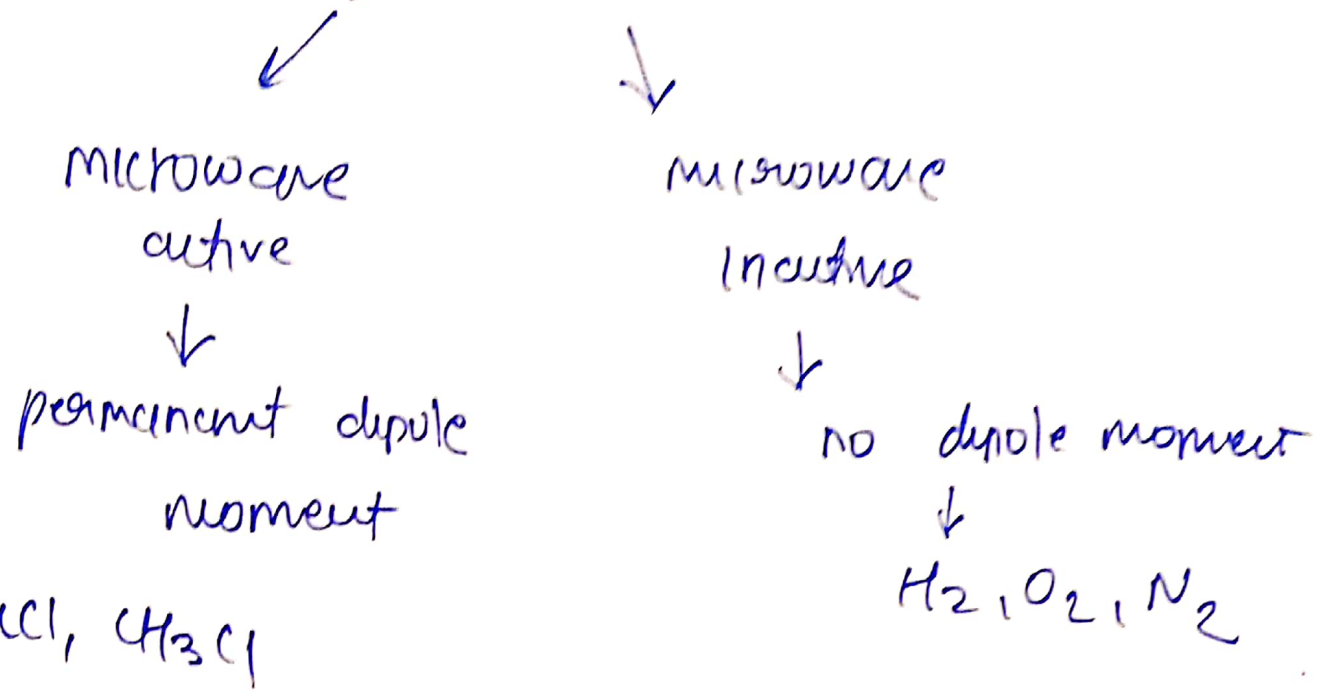 microwave
active
permanent dipole
moment
Cl, CH3Cl
microwave
Inactive
no dipole moment
H2, O2, N2